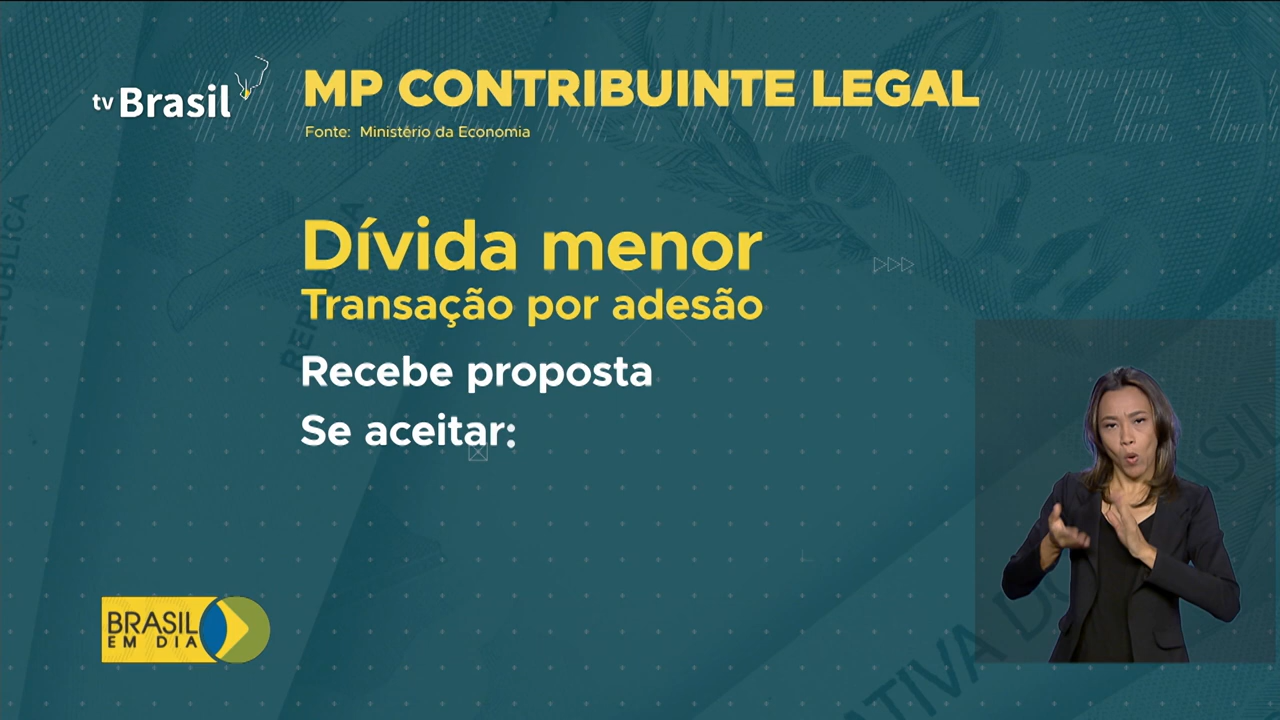 tv Brasil
MP CONTRIBUINTE LEGAL
Fonte: Ministério da Economia
Dívida menor
Transação por adesão
Recebe proposta
Se aceitar:
BRASIL
EM DIA